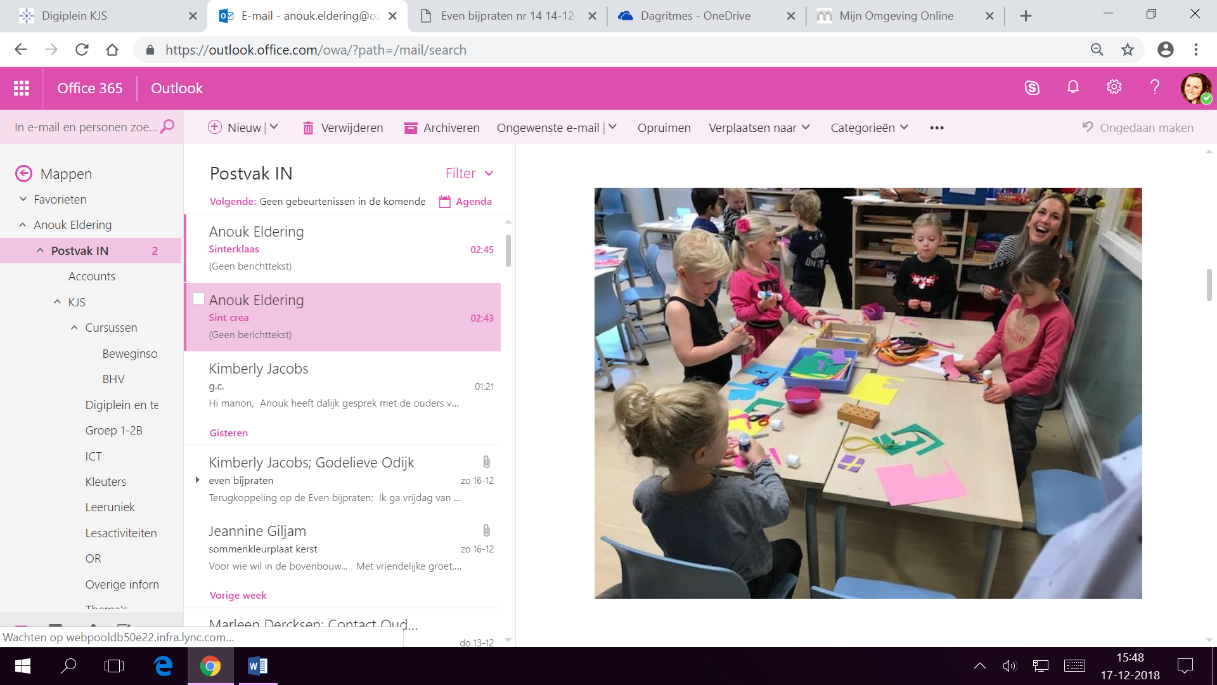 Digiplein KJS
E-mail - anouk.eldering@o
Even bijpraten nr 14 14-12-
Dagritmes - OneDrive
Mijn Omgeving Online
https://outlook.office.com/owa/?path=/mail/search
Office 365 Outlook
In e-mail en personen zoe...
Nieuw Verwijderen Archiveren Ongewenste e-mail Opruimen Verplaatsen naar Categorieën ••• Ongedaan maken
Mappen
Favorieten
Anouk Eldering
Postvak IN 2
Accounts
KJS
Cursussen
Beweginso
BHV
Digiplein en te
Groep 1-2B
ICT
Kleuters
Leeruniek
Lesactiviteiten
OR
Overige inforn
Thema's
Wachten op webpooldb50e22.infra.lync.com...
Postvak IN
Filter
Volgende: Geen gebeurtenissen in de komende Agenda
Anouk Eldering
Sinterklaas 02:45
(Geen berichttekst)
Anouk Eldering
Sint crea 02:43
(Geen berichttekst)
Kimberly Jacobs
g.c. 01:21
Hi manon, Anouk heeft dalijk gesprek met de ouders v...
Gisteren
Kimberly Jacobs; Godelieve Odijk
even bijpraten zo 16-12
Terugkoppeling op de Even bijpraten: Ik ga vrijdag van ...
Jeannine Giljam
sommenkleurplaat kerst zo 16-12
Voor wie wil in de bovenbouw... Met vriendelijke groet,...
Vorige week
Marleen Dercksen; Contact Oud...
do 13-12
15:48
17-12-2018